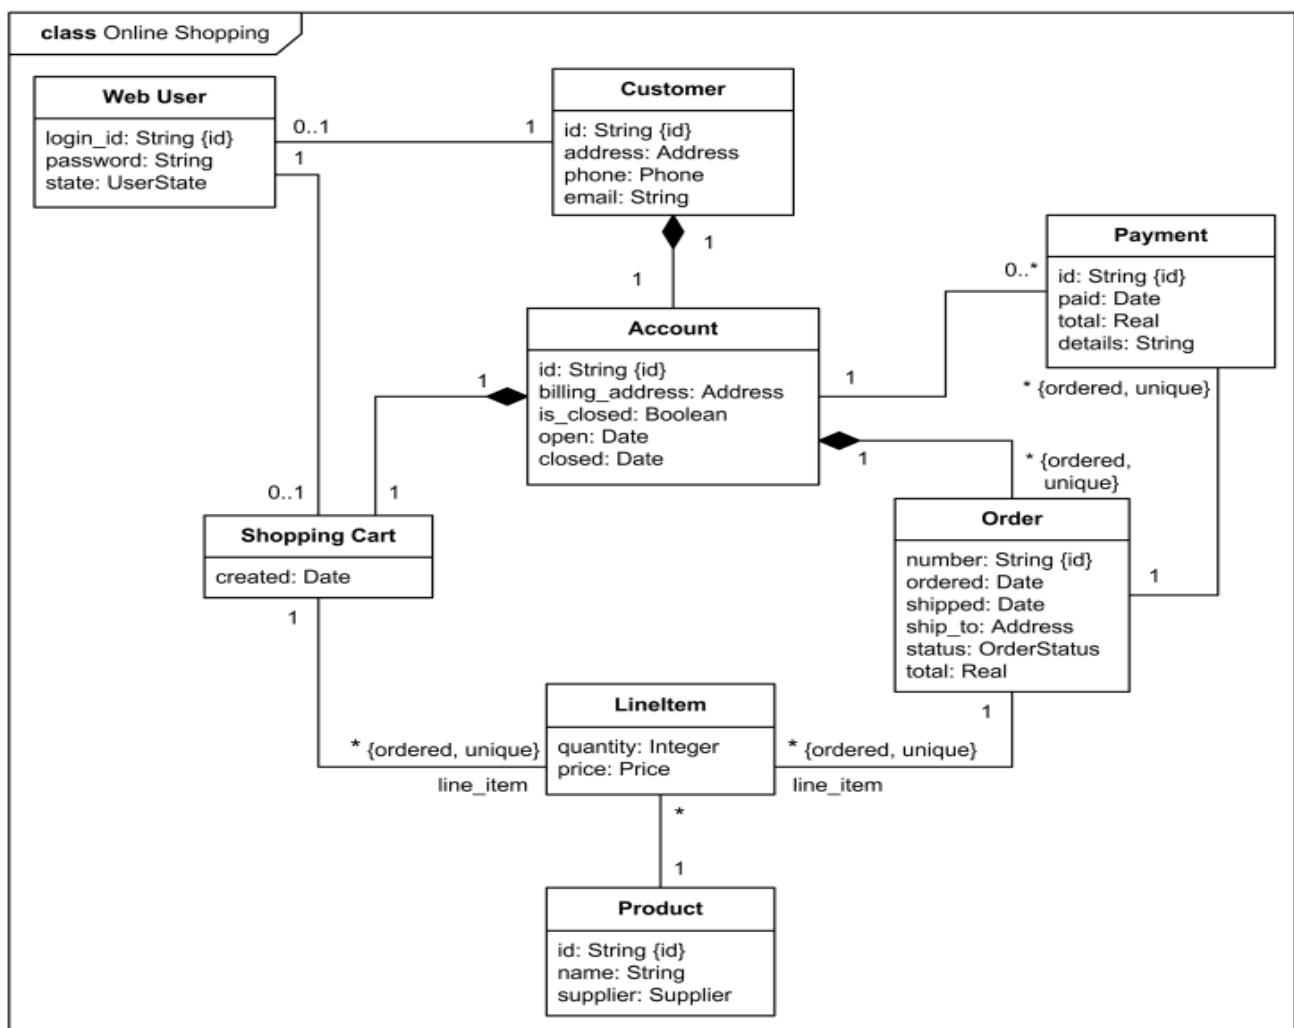 class Online Shopping
Web User
login_id: String {id}
password: String
state: UserState
0..1
1
1
Customer
id: String {id}
address: Address
phone: Phone
email: String
1
1
Payment
id: String {id}
paid: Date
total: Real
details: String
0..*
Account
id: String {id}
billing_address: Address
is_closed: Boolean
open: Date
closed: Date
1
1
1
* {ordered, unique}
* {ordered,
unique}
0..1
1
Shopping Cart
created: Date
1
Order
number: String {id}
ordered: Date
shipped: Date
ship_to: Address
status: OrderStatus
total: Real
1
1
LineItem
quantity: Integer
price: Price
* {ordered, unique}
line_item
* {ordered, unique}
line_item
*
1
Product
id: String {id}
name: String
supplier: Supplier